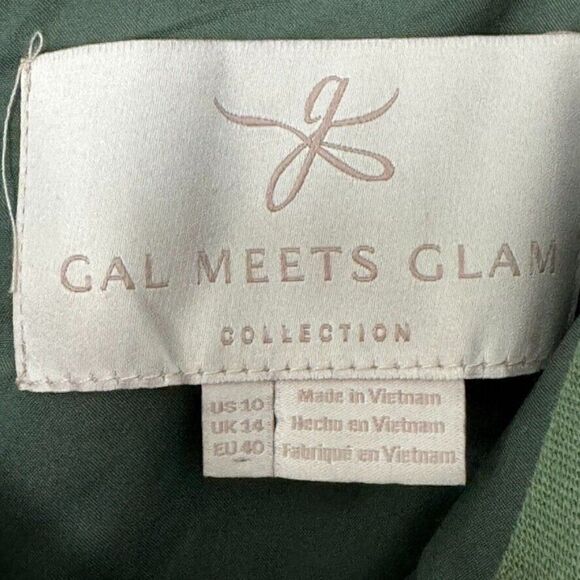 g
GAL MEETS GLAM
COLLECTION
US 10
UK 14
EU 40
Made in Vietnam
Hecho en Vietnam
Fabriqué en Vietnam